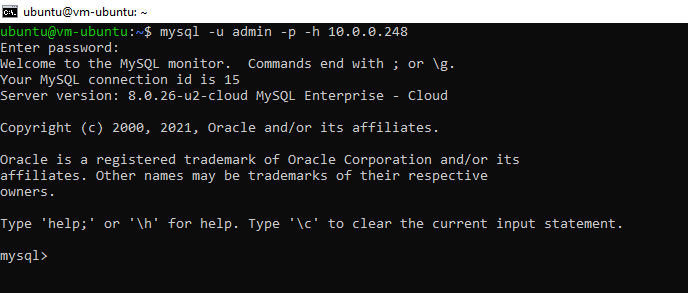 ubuntu@vm-ubuntu: ~
ubuntu@vm-ubuntu:~$ mysql -u admin -p -h 10.0.0.248
Enter password:
Welcome to the MySQL monitor.  Commands end with ; or \g.
Your MySQL connection id is 15
Server version: 8.0.26-u2-cloud MySQL Enterprise - Cloud
Copyright (c) 2000, 2021, Oracle and/or its affiliates.
Oracle is a registered trademark of Oracle Corporation and/or its
affiliates. Other names may be trademarks of their respective
owners.
Type 'help;' or '\h' for help. Type '\c' to clear the current input statement.
mysql>